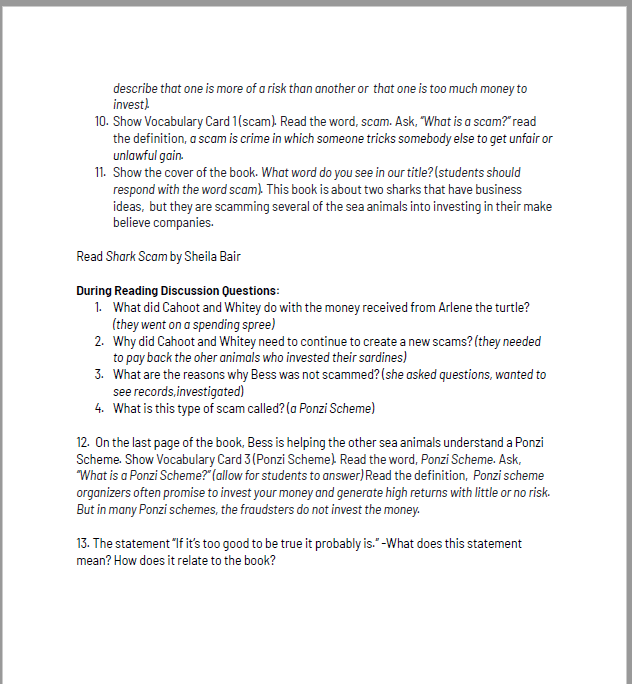 describe that one is more of a risk than another or that one is too much money to
invest).
10. Show Vocabulary Card 1 (scam). Read the word, scam. Ask, "What is a scam?" read
the definition, a scam is crime in which someone tricks somebody else to get unfair or
unlawful gain.
11. Show the cover of the book. What word do you see in our title? (students should
respond with the word scam). This book is about two sharks that have business
ideas, but they are scamming several of the sea animals into investing in their make
believe companies.
Read Shark Scam by Sheila Bair
During Reading Discussion Questions:
1. What did Cahoot and Whitey do with the money received from Arlene the turtle?
(they went on a spending spree)
2. Why did Cahoot and Whitey need to continue to create a new scams? (they needed
to pay back the oher animals who invested their sardines)
3. What are the reasons why Bess was not scammed? (she asked questions, wanted to
see records,investigated)
4. What is this type of scam called? (a Ponzi Scheme)
12. On the last page of the book, Bess is helping the other sea animals understand a Ponzi
Scheme. Show Vocabulary Card 3 (Ponzi Scheme). Read the word, Ponzi Scheme. Ask,
"What is a Ponzi Scheme?" (allow for students to answer) Read the definition, Ponzi scheme
organizers often promise to invest your money and generate high returns with little or no risk.
But in many Ponzi schemes, the fraudsters do not invest the money.
13. The statement "If it's too good to be true it probably is." -What does this statement
mean? How does it relate to the book?